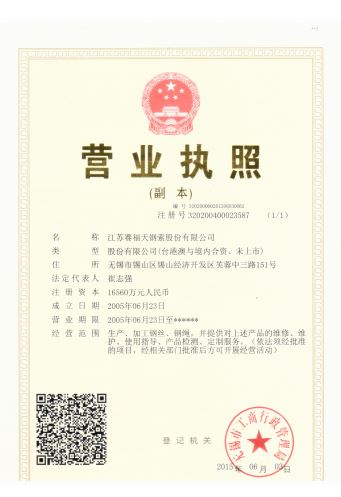 营业执照
(副 本)
编 号 320200000201506030062
注 册 号 320200400023587 (1/1)
名 称 江苏赛福天钢索股份有限公司
类 型 股份有限公司(台港澳与境内合资、未上市)
住 所 无锡市锡山区锡山经济开发区芙蓉中三路151号
法定代表人 崔志强
注 册 资 本 16560万元人民币
成 立 日 期 2005年06月23日
营 业 期 限 2005年06月23日至******
经 营 范 围 生产、加工钢丝、钢绳，并提供对上述产品的维修、维
护、使用指导、产品检测、定制服务。（依法须经批准
的项目，经相关部门批准后方可开展经营活动）
登 记 机 关
无锡市工商行政管理局
2015年 06月 03日